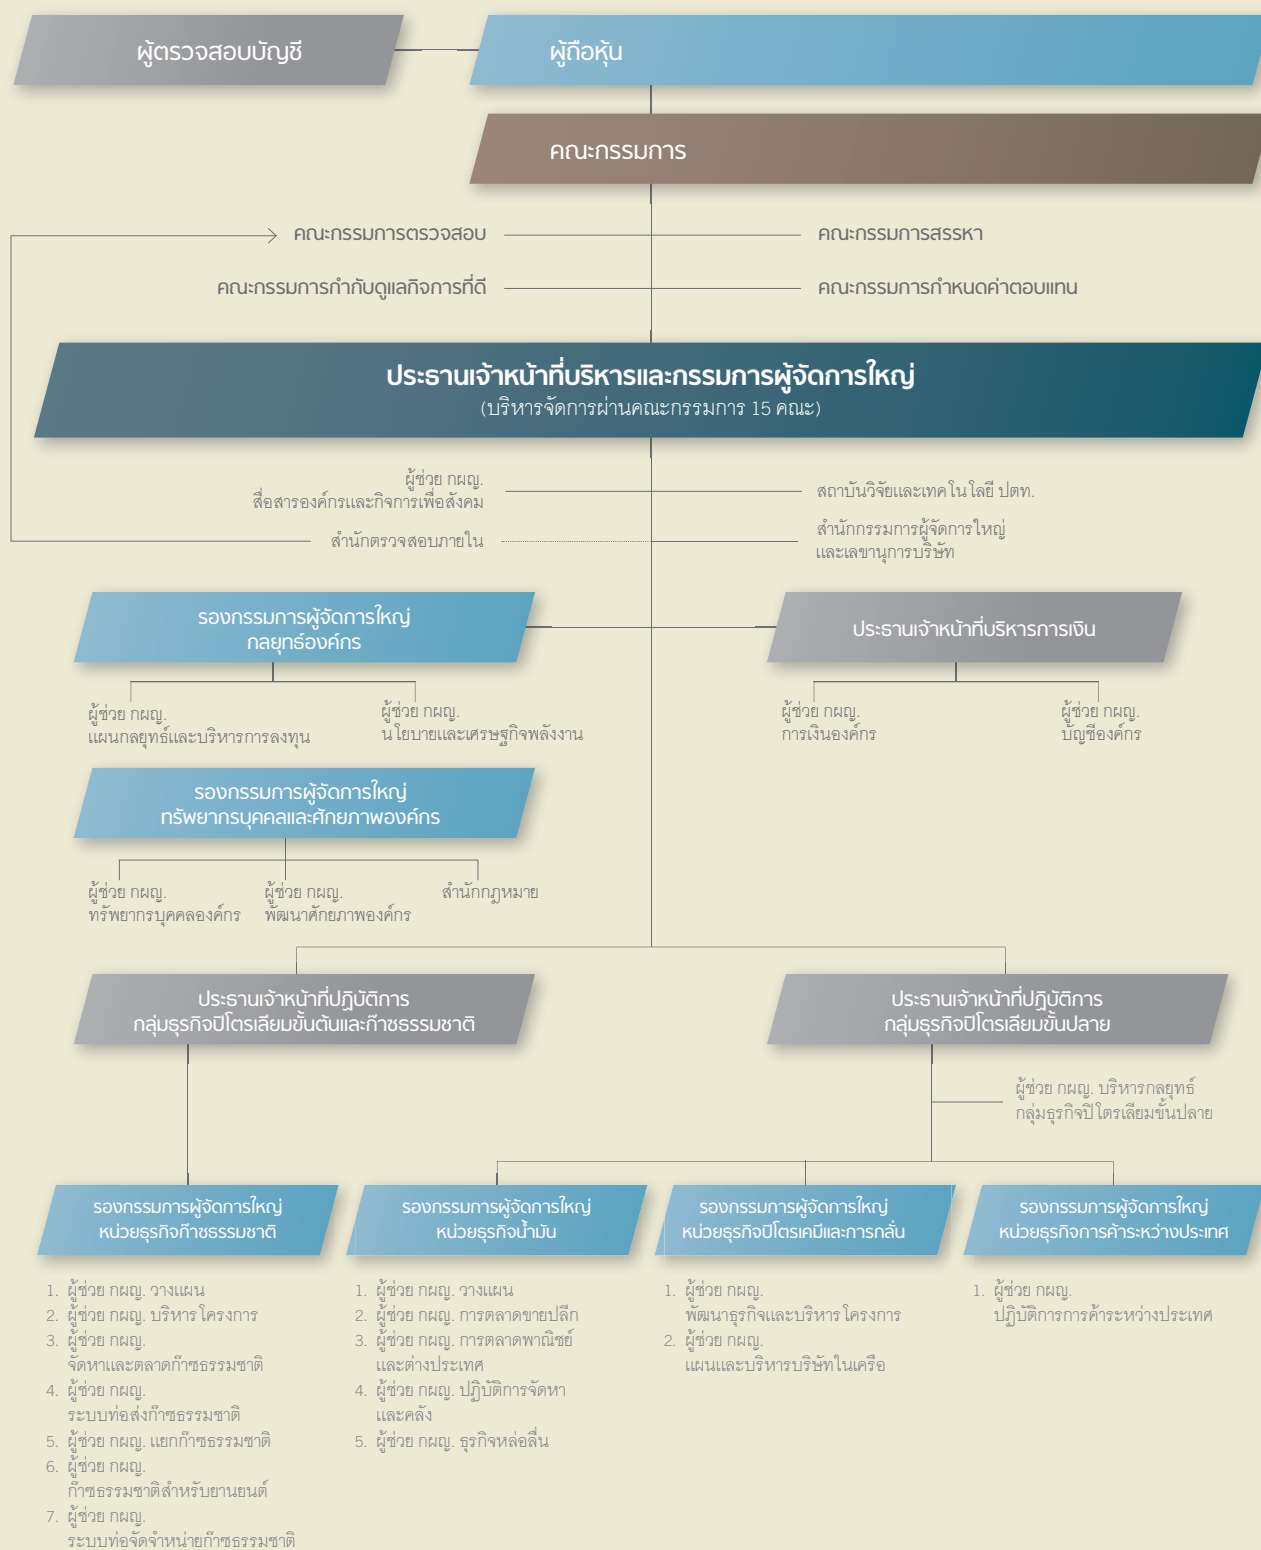 ผู้ตรวจสอบบัญชี
ผู้ถือหุ้น
คณะกรรมการ
คณะกรรมการตรวจสอบ
คณะกรรมการสรรหา
คณะกรรมการกำกับดูแลกิจการที่ดี
คณะกรรมการกำหนดค่าตอบแทน
ประธานเจ้าหน้าที่บริหารและกรรมการผู้จัดการใหญ่
(บริหารจัดการผ่านคณะกรรมการ 15 คณะ)
ผู้ช่วย กผญ.
สื่อสารองค์กรและกิจการเพื่อสังคม
สถาบันวิจัยและเทคโนโลยี ปตท.
สำนักตรวจสอบภายใน
สำนักกรรมการผู้จัดการใหญ่
และเลขานุการบริษัท
รองกรรมการผู้จัดการใหญ่
กลยุทธ์องค์กร
ประธานเจ้าหน้าที่บริหารการเงิน
ผู้ช่วย กผญ.
แผนกลยุทธ์และบริหารการลงทุน
ผู้ช่วย กผญ.
นโยบายและเศรษฐกิจพลังงาน
ผู้ช่วย กผญ.
การเงินองค์กร
ผู้ช่วย กผญ.
บัญชีองค์กร
รองกรรมการผู้จัดการใหญ่
ทรัพยากรบุคคลและศักยภาพองค์กร
ผู้ช่วย กผญ.
ทรัพยากรบุคคลองค์กร
ผู้ช่วย กผญ.
พัฒนาศักยภาพองค์กร
สำนักกฎหมาย
ประธานเจ้าหน้าที่ปฏิบัติการ
กลุ่มธุรกิจปิโตรเลียมขั้นต้นและก๊าซธรรมชาติ
ประธานเจ้าหน้าที่ปฏิบัติการ
กลุ่มธุรกิจปิโตรเลียมขั้นปลาย
ผู้ช่วย กผญ. บริหารกลยุทธ์
กลุ่มธุรกิจปิโตรเลียมขั้นปลาย
รองกรรมการผู้จัดการใหญ่
หน่วยธุรกิจก๊าซธรรมชาติ
1. ผู้ช่วย กผญ. วางแผน
2. ผู้ช่วย กผญ. บริหารโครงการ
3. ผู้ช่วย กผญ.
จัดหาและตลาดก๊าซธรรมชาติ
4. ผู้ช่วย กผญ.
ระบบท่อส่งก๊าซธรรมชาติ
5. ผู้ช่วย กผญ. แยกก๊าซธรรมชาติ
6. ผู้ช่วย กผญ.
ก๊าซธรรมชาติสำหรับยานยนต์
7. ผู้ช่วย กผญ.
ระบบท่อจัดจำหน่ายก๊าซธรรมชาติ
รองกรรมการผู้จัดการใหญ่
หน่วยธุรกิจน้ำมัน
1. ผู้ช่วย กผญ. วางแผน
2. ผู้ช่วย กผญ. การตลาดขายปลีก
3. ผู้ช่วย กผญ. การตลาดพาณิชย์
และต่างประเทศ
4. ผู้ช่วย กผญ. ปฏิบัติการจัดหา
และคลัง
5. ผู้ช่วย กผญ. ธุรกิจหล่อลื่น
รองกรรมการผู้จัดการใหญ่
หน่วยธุรกิจปิโตรเคมีและการกลั่น
1. ผู้ช่วย กผญ.
พัฒนาธุรกิจและบริหารโครงการ
2. ผู้ช่วย กผญ.
แผนและบริหารบริษัทในเครือ
รองกรรมการผู้จัดการใหญ่
หน่วยธุรกิจการค้าระหว่างประเทศ
1. ผู้ช่วย กผญ.
ปฏิบัติการการค้าระหว่างประเทศ